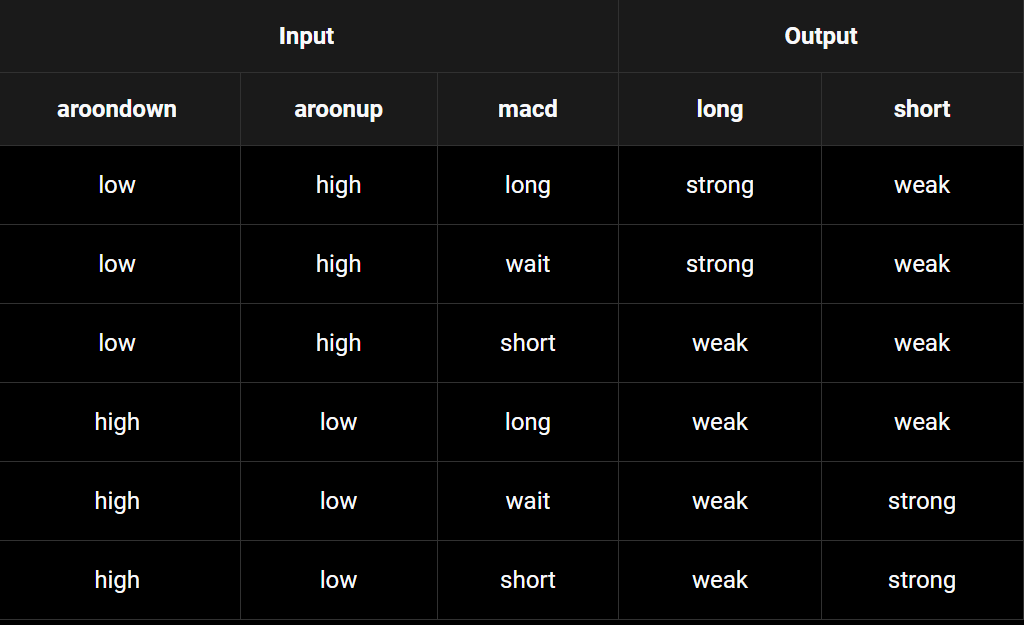 Input Output
aroondown aroonup macd long short
low high long strong weak
low high wait strong weak
low high short weak weak
high low long weak weak
high low wait weak strong
high low short weak strong